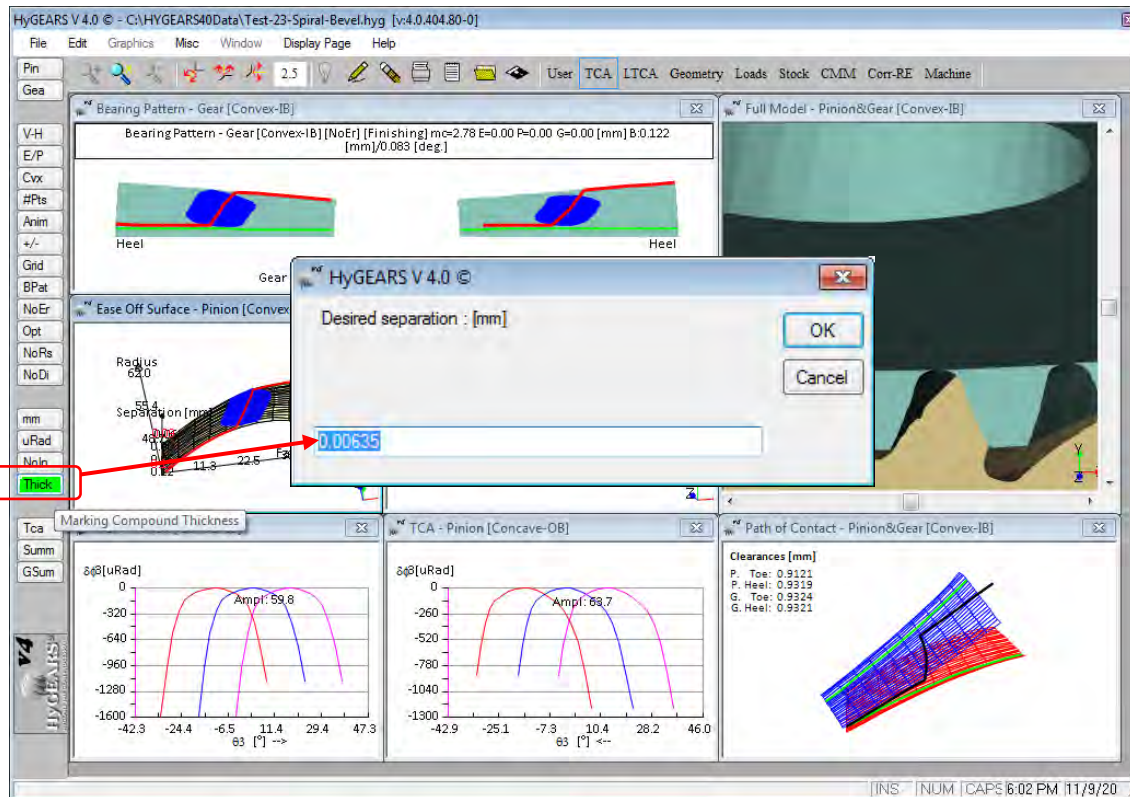 HyGEARS V 4.0 © - C:\HYGEARS40Data\Test-23-Spiral-Bevel.hyg [v:4.0.404.80-0]
File Edit Graphics Misc Window Display Page Help
Pin
Gea
2.5
User TCA LTCA Geometry Loads Stock CMM Corr-RE Machine
V-H
E/P
Cvx
#Pts
Anim
+/-
Grid
BPat
NoEr
Opt
NoRs
NoDi
mm
uRad
NoIn
Thick
Tca
Summ
GSum
V4
HyGEARS
Bearing Pattern - Gear [Convex-IB]
Bearing Pattern - Gear [Convex-IB] [NoEr] [Finishing] mc=2.78 E=0.00 P=0.00 G=0.00 [mm] B:0.122
[mm]/0.083 [deg.]
Heel
Heel
Gear
Full Model - Pinion&Gear [Convex-IB]
Y
Z
HyGEARS V 4.0 ©
Desired separation : [mm]
OK
Cancel
0.00635
Ease Off Surface - Pinion [Convex
Radius
62.0
55.4
Separation [mm
11.3
22.5
Z
Marking Compound Thickness
δϕ3[uRad]
0
-320
-640
-960
-1280
-1600
Ampl: 59.8
-42.3 -24.4 -6.5 11.4 29.4 47.3
θ3 [°] -->
TCA - Pinion [Concave-OB]
δϕ3[uRad]
0
-260
-520
-780
-1040
-1300
Ampl: 63.7
-42.9 -25.1 -7.3 10.4 28.2 46.0
θ3 [°] <--
Path of Contact - Pinion&Gear [Convex-IB]
Clearances [mm]
P. Toe: 0.9121
P. Heel: 0.9319
G. Toe: 0.9324
G. Heel: 0.9321
INS NUM CAPS 6:02 PM 11/9/20